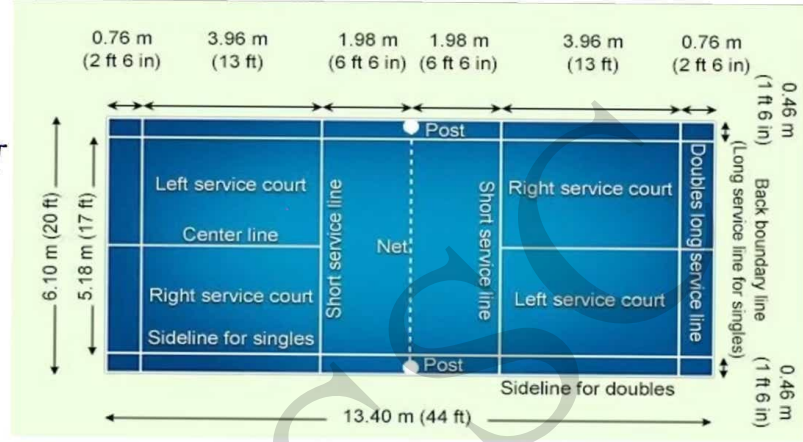 0.76 m 3.96 m 1.98 m 1.98 m 3.96 m 0.76 m
(2 ft 6 in) (13 ft) (6 ft 6 in) (6 ft 6 in) (13 ft) (2 ft 6 in)
0.46 m
(1 ft 6 in)
Post
Left service court
Right service court
Center line
Net
Short service line
Short service line
Right service court
Left service court
Sideline for singles
Post
Doubles long service line
(Long service line for singles)
Back boundary line
6.10 m (20 ft)
5.18 m (17 ft)
0.46 m
(1 ft 6 in)
Sideline for doubles
13.40 m (44 ft)
CSC